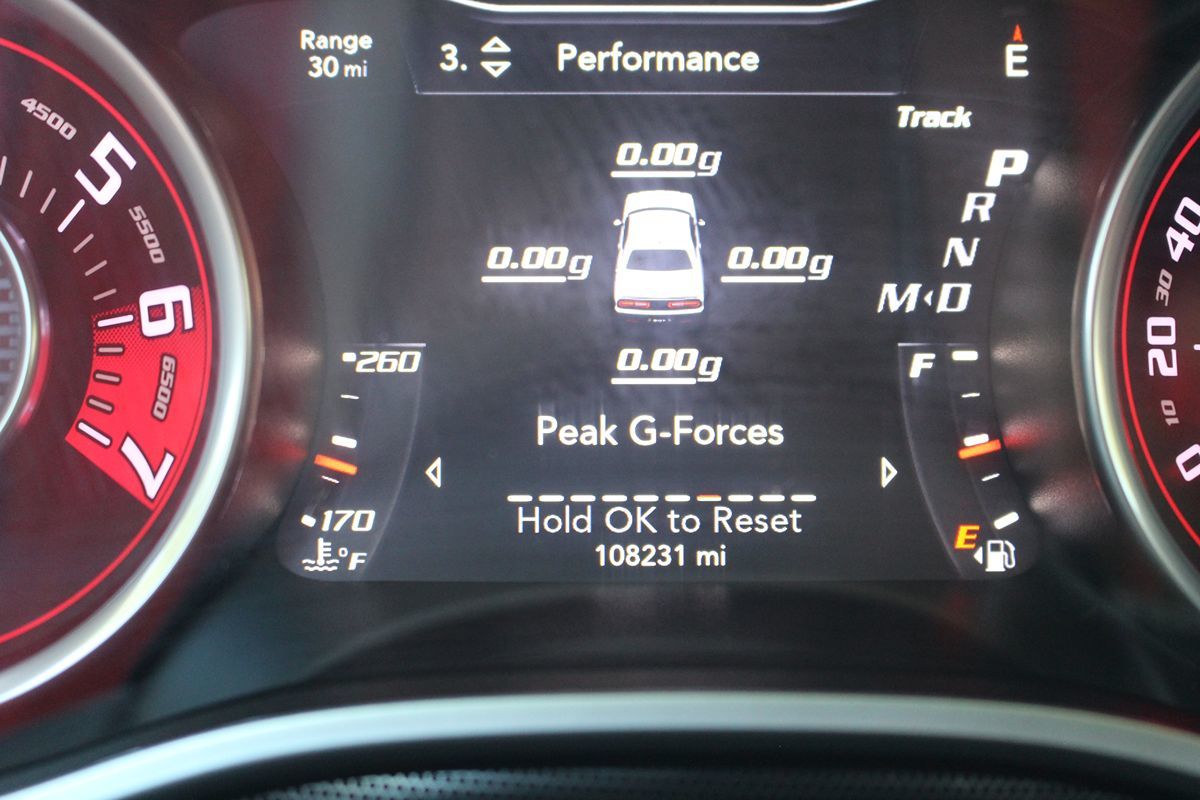 Range
30 mi
3. Performance
E
Track
4500
5
5500
6
6500
7
0.00g
0.00g
0.00g
0.00g
P
R
N
M D
260
170
°F
F
E
Peak G-Forces
Hold OK to Reset
108231 mi
40
30
20
10
0